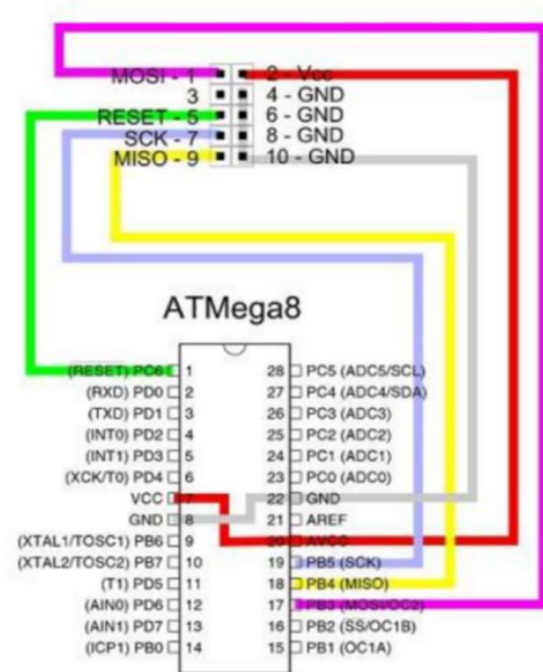 MOSI - 1 2 - Vcc
3 4 - GND
RESET - 5 6 - GND
SCK - 7 8 - GND
MISO - 9 10 - GND
ATMega8
(RESET) PC6 1 28 PC5 (ADC5/SCL)
(RXD) PD0 2 27 PC4 (ADC4/SDA)
(TXD) PD1 3 26 PC3 (ADC3)
(INT0) PD2 4 25 PC2 (ADC2)
(INT1) PD3 5 24 PC1 (ADC1)
(XCK/T0) PD4 6 23 PC0 (ADC0)
VCC 7 22 GND
GND 8 21 AREF
(XTAL1/TOSC1) PB6 9 20 AVCC
(XTAL2/TOSC2) PB7 10 19 PB5 (SCK)
(T1) PD5 11 18 PB4 (MISO)
(AIN0) PD6 12 17 PB3 (MOSI/OC2)
(AIN1) PD7 13 16 PB2 (SS/OC1B)
(ICP1) PB0 14 15 PB1 (OC1A)